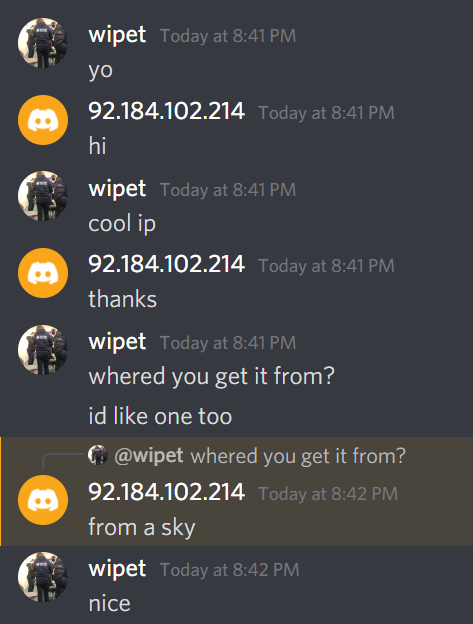 wipet Today at 8:41 PM
yo
92.184.102.214 Today at 8:41 PM
hi
wipet Today at 8:41 PM
cool ip
92.184.102.214 Today at 8:41 PM
thanks
wipet Today at 8:41 PM
whered you get it from?
id like one too
@wipet whered you get it from?
92.184.102.214 Today at 8:42 PM
from a sky
wipet Today at 8:42 PM
nice